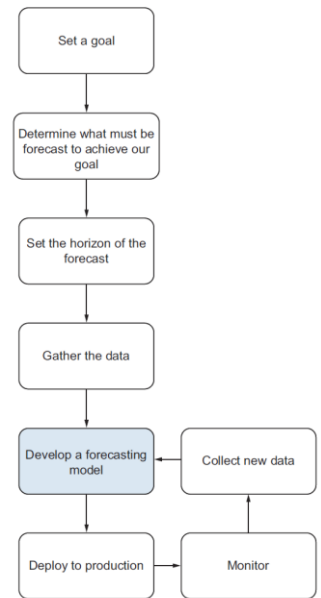 Set a goal
Determine what must be
forecast to achieve our
goal
Set the horizon of the
forecast
Gather the data
Develop a forecasting
model
Collect new data
Deploy to production
Monitor